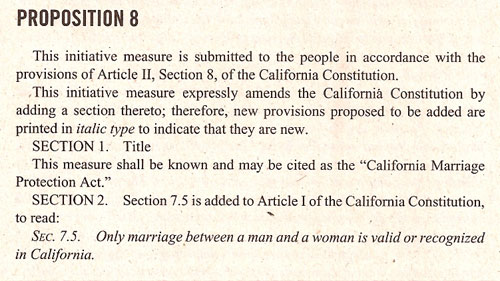 PROPOSITION 8
This initiative measure is submitted to the people in accordance with the
provisions of Article II, Section 8, of the California Constitution.
This initiative measure expressly amends the California Constitution by
adding a section thereto; therefore, new provisions proposed to be added are
printed in italic type to indicate that they are new.
SECTION 1. Title
This measure shall be known and may be cited as the “California Marriage
Protection Act.”
SECTION 2. Section 7.5 is added to Article I of the California Constitution,
to read:
SEC. 7.5. Only marriage between a man and a woman is valid or recognized
in California.